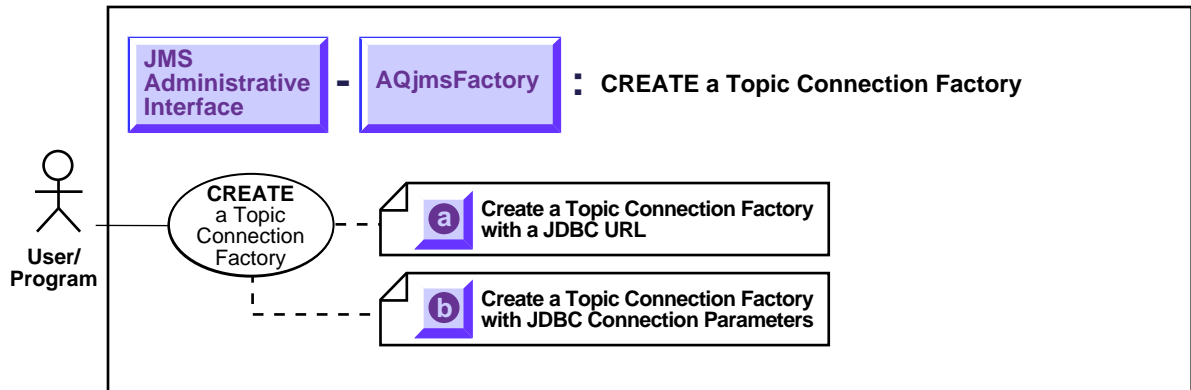 JMS
Administrative
Interface
-
AQjmsFactory
: CREATE a Topic Connection Factory
User/
Program
CREATE
a Topic
Connection
Factory
a
Create a Topic Connection Factory
with a JDBC URL
b
Create a Topic Connection Factory
with JDBC Connection Parameters